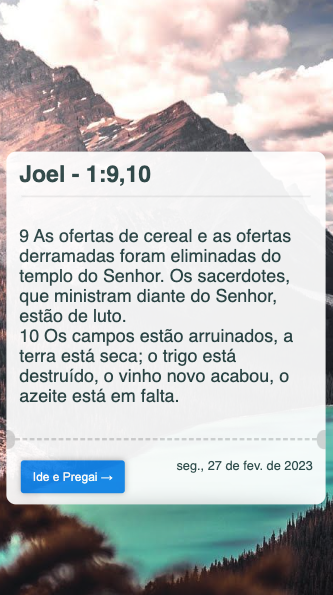 Joel - 1:9,10
9 As ofertas de cereal e as ofertas
derramadas foram eliminadas do
templo do Senhor. Os sacerdotes,
que ministram diante do Senhor,
estão de luto.
10 Os campos estão arruinados, a
terra está seca; o trigo está
destruído, o vinho novo acabou, o
azeite está em falta.
Ide e Pregai →
seg., 27 de fev. de 2023